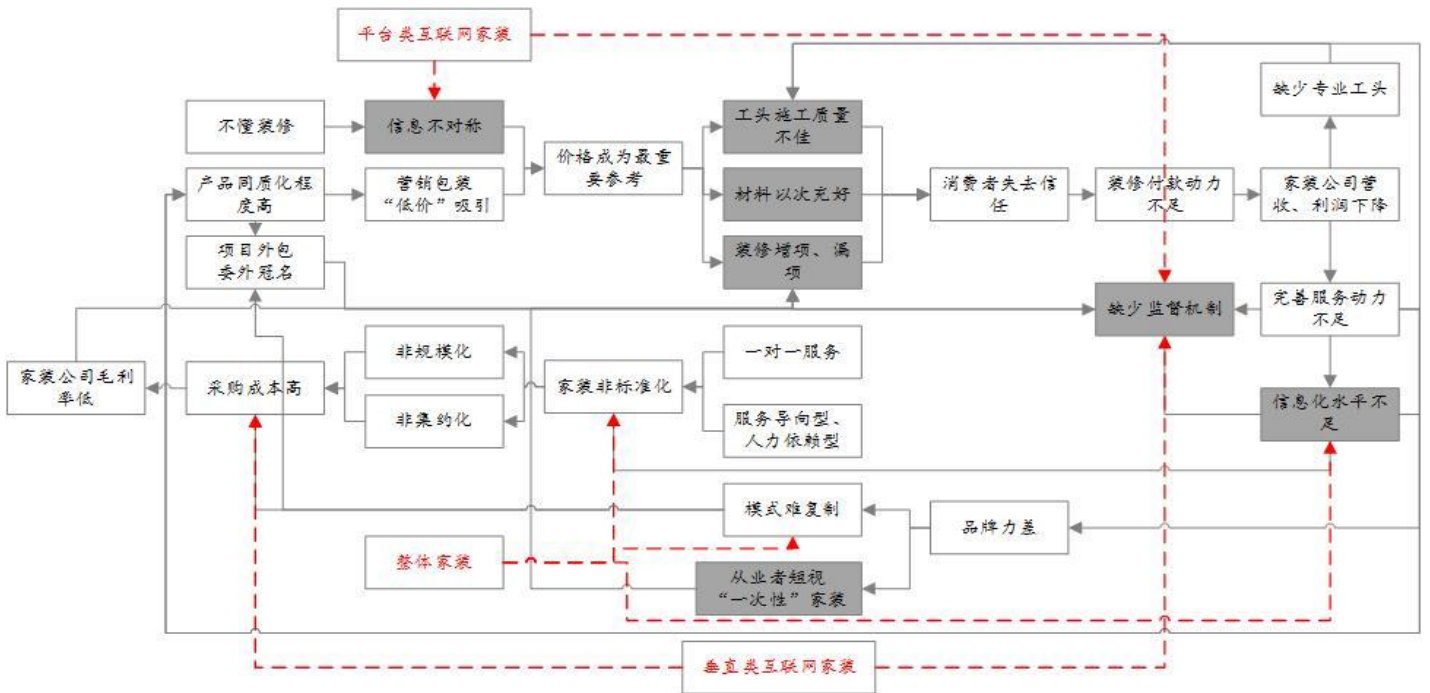 平台类互联网家装
缺少专业工头
不懂装修
信息不对称
工头施工质量
不佳
价格成为最重
要参考
产品同质化程
度高
营销包装
“低价”吸引
材料以次充好
消费者失去信
任
装修付款动力
不足
家装公司营
收、利润下降
项目外包
委外冠名
装修增项、漏
项
缺少监督机制
完善服务动力
不足
非规模化
一对一服务
家装公司毛利
率低
采购成本高
家装非标准化
非集约化
服务导向型、
人力依赖型
信息化水平不
足
模式难复制
品牌力差
整体家装
从业者短视
“一次性”家装
垂直类互联网家装